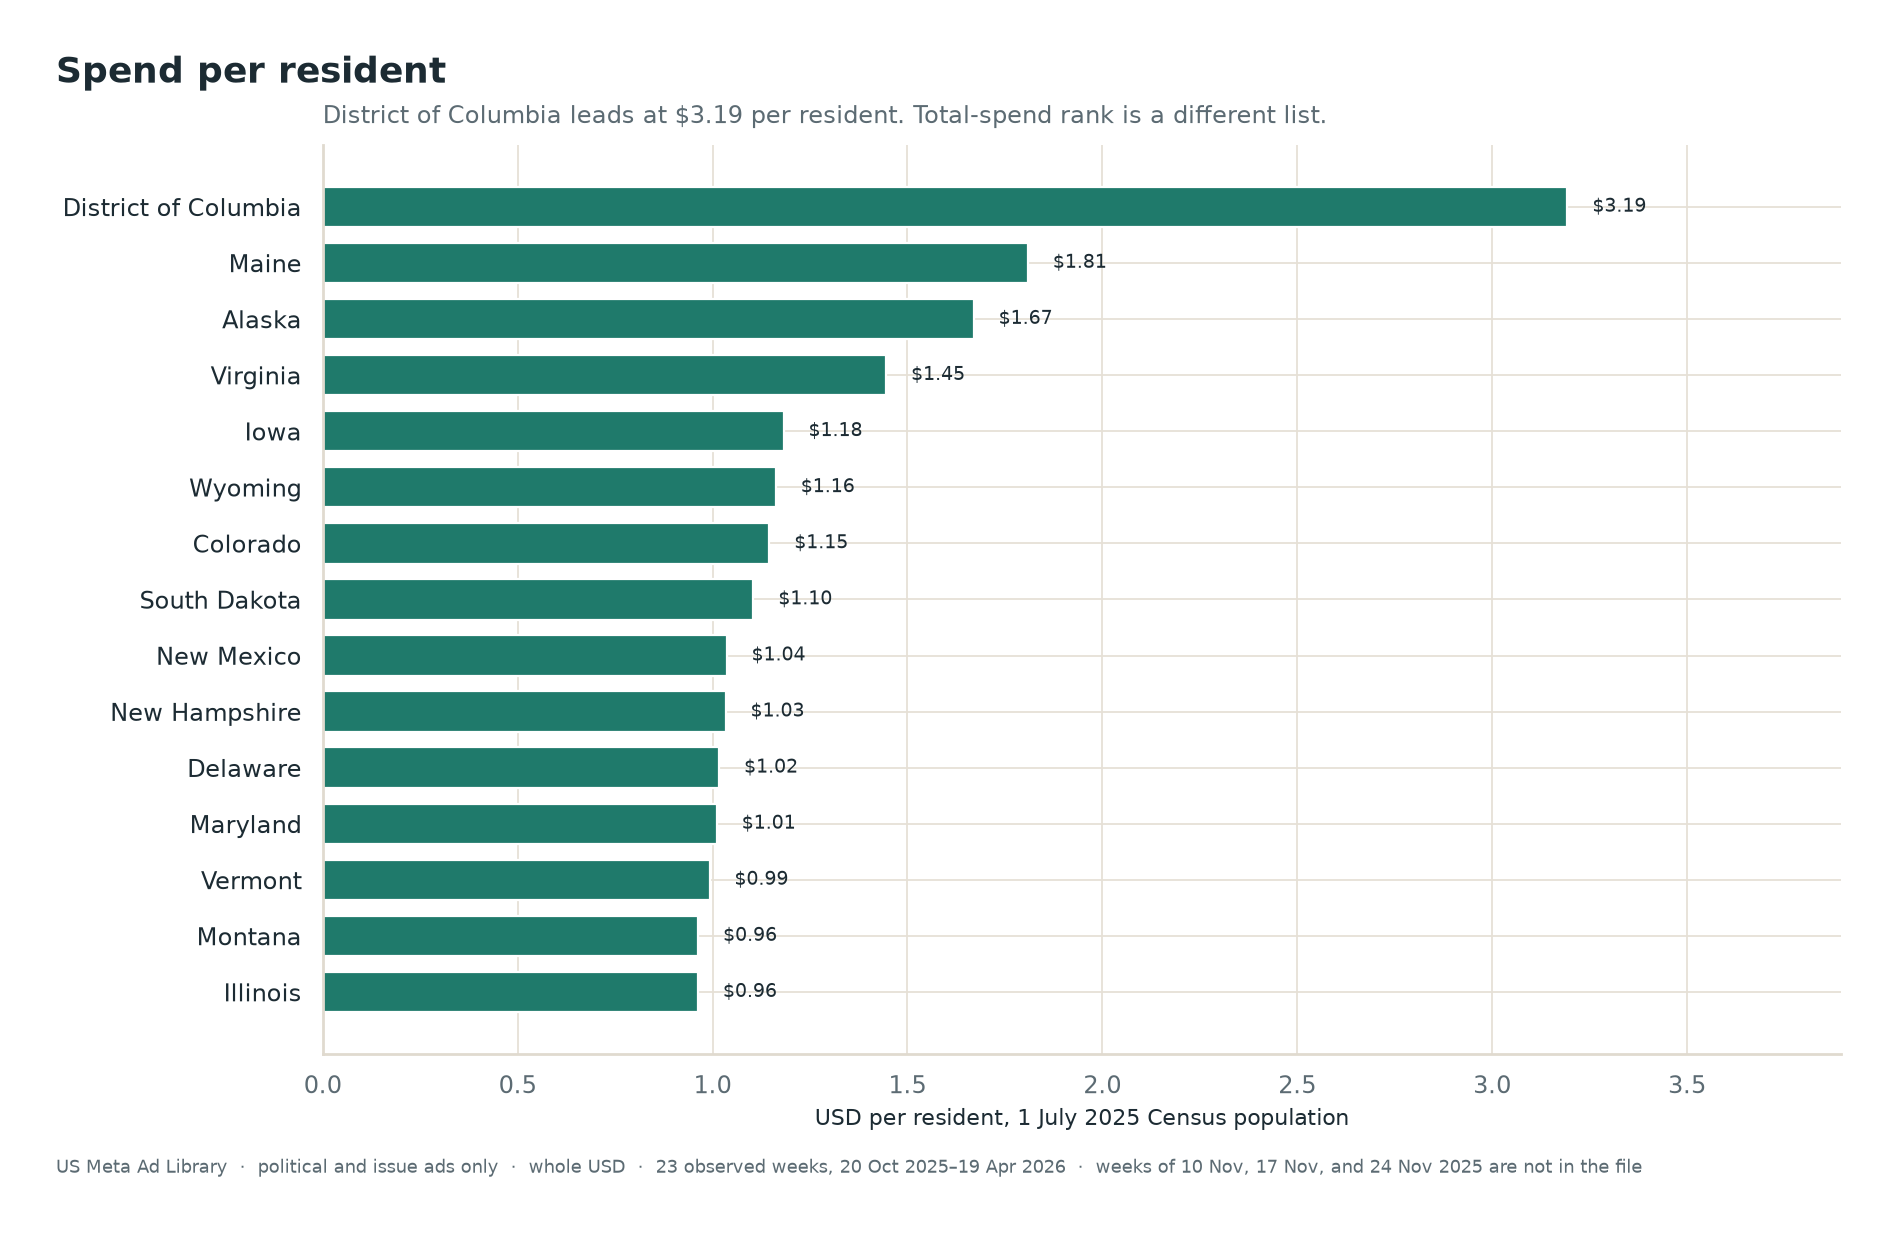 Spend per resident
District of Columbia leads at $3.19 per resident. Total-spend rank is a different list.
District of Columbia $3.19
Maine $1.81
Alaska $1.67
Virginia $1.45
Iowa $1.18
Wyoming $1.16
Colorado $1.15
South Dakota $1.10
New Mexico $1.04
New Hampshire $1.03
Delaware $1.02
Maryland $1.01
Vermont $0.99
Montana $0.96
Illinois $0.96
0.0 0.5 1.0 1.5 2.0 2.5 3.0 3.5
USD per resident, 1 July 2025 Census population
US Meta Ad Library · political and issue ads only · whole USD · 23 observed weeks, 20 Oct 2025–19 Apr 2026 · weeks of 10 Nov, 17 Nov, and 24 Nov 2025 are not in the file